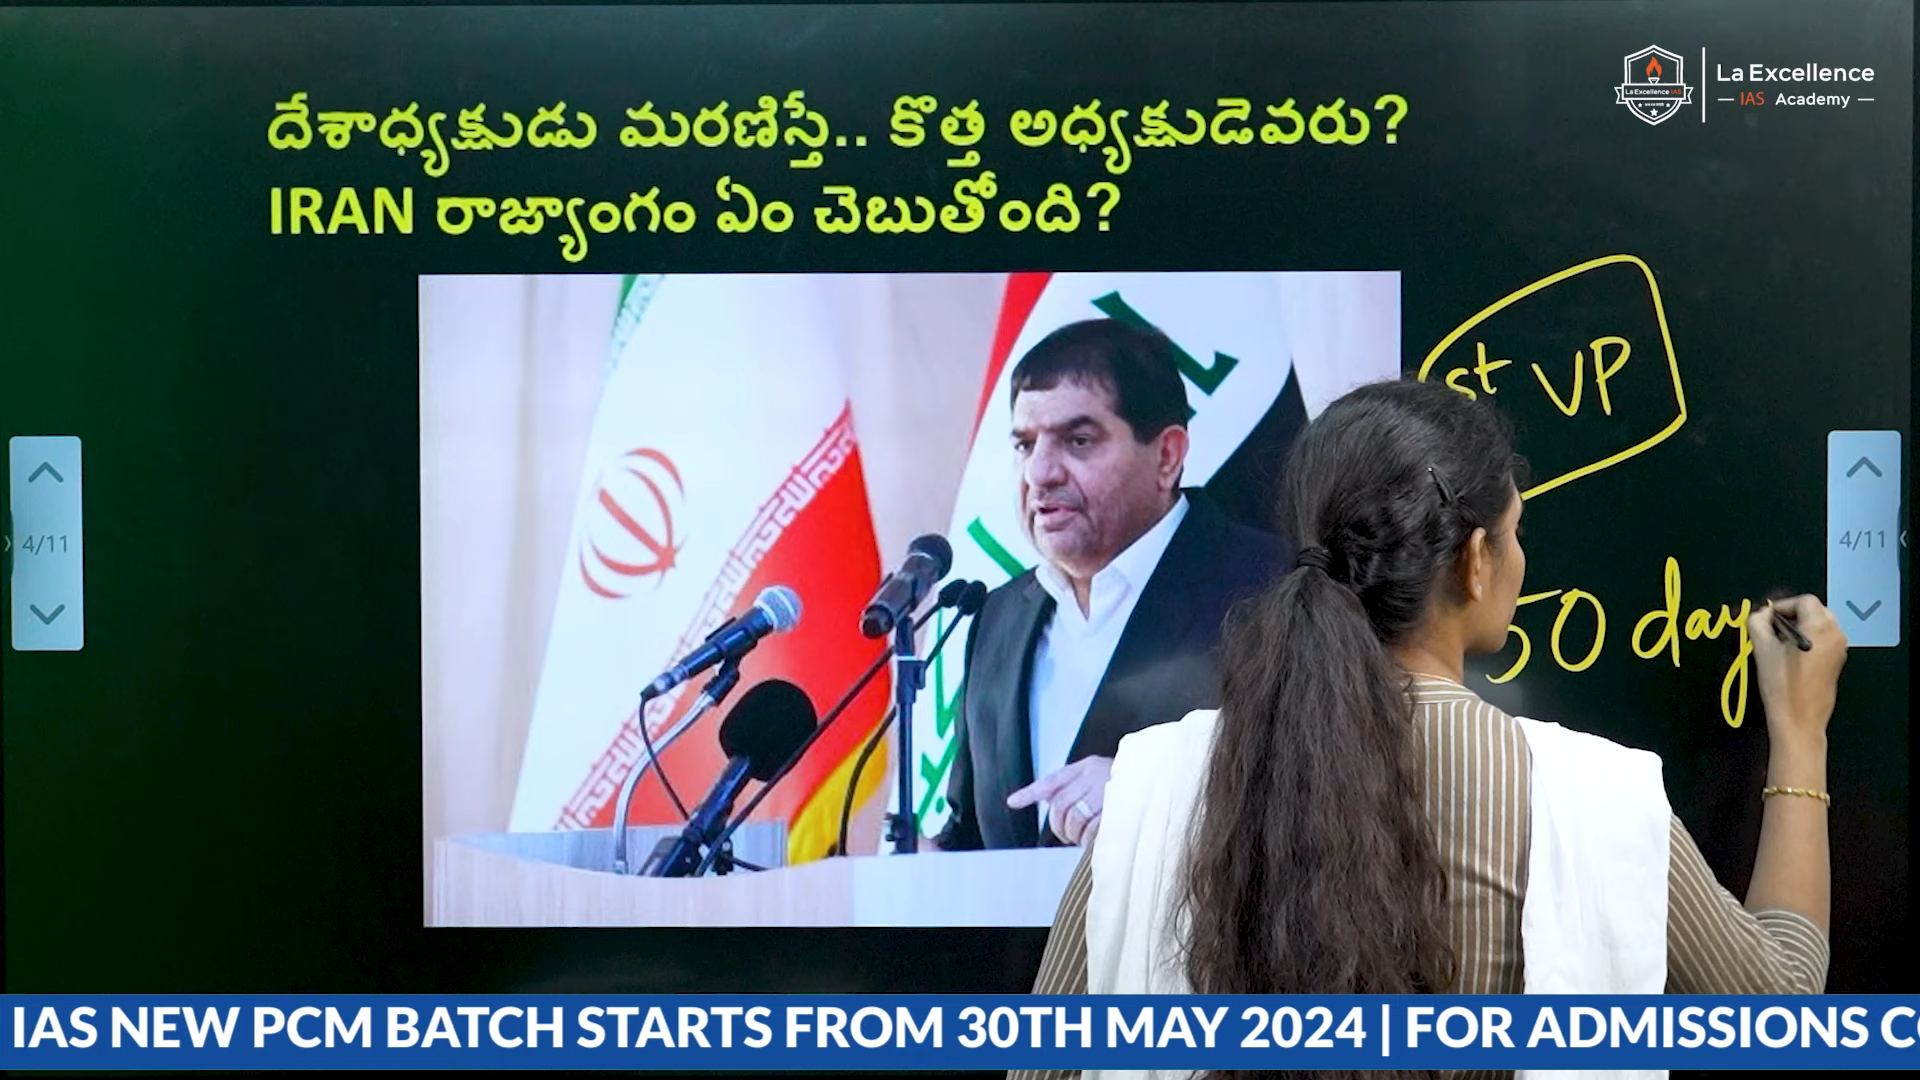 La Excellence
IAS Academy
దేశాధ్యక్షుడు మరణిస్తే.. కొత్త అధ్యక్షుడెవరు?
IRAN రాజ్యాంగం ఏం చెబుతోంది?
st VP
50 day
4/11
4/11
IAS NEW PCM BATCH STARTS FROM 30TH MAY 2024 | FOR ADMISSIONS